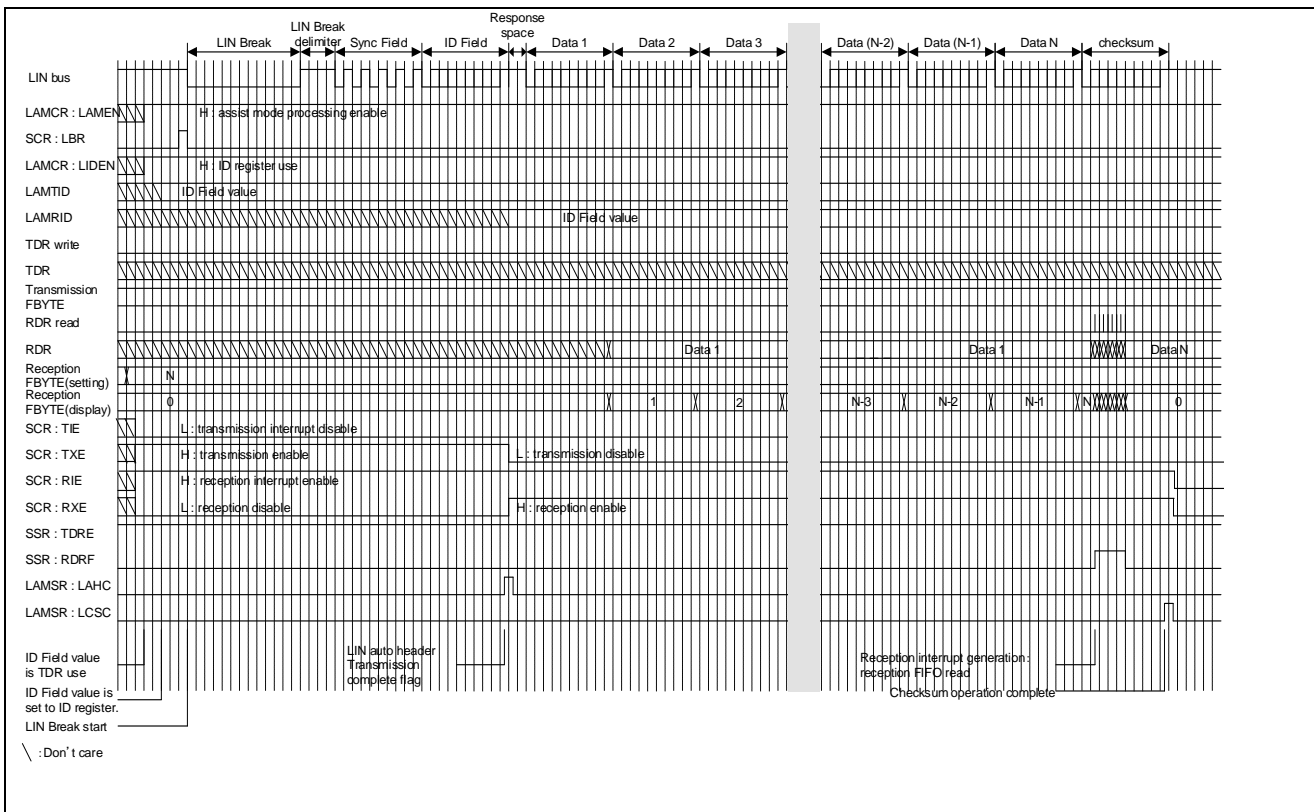 Response
space
LIN Break
LIN Break
delimiter
Sync Field
ID Field
Data 1
Data 2
Data 3
Data (N-2)
Data (N-1)
Data N
checksum
LIN bus
LAMCR : LAMEN
H : assist mode processing enable
SCR : LBR
LAMCR : LIDEN
H : ID register use
LAMTID
ID Field value
LAMRID
ID Field value
TDR write
TDR
Transmission
FBYTE
RDR read
RDR
Data 1
Data 1
Data N
Reception
FBYTE(setting)
N
Reception
FBYTE(display)
0
1
2
N-3
N-2
N-1
N
0
SCR : TIE
L : transmission interrupt disable
SCR : TXE
H : transmission enable
L : transmission disable
SCR : RIE
H : reception interrupt enable
SCR : RXE
L : reception disable
H : reception enable
SSR : TDRE
SSR : RDRF
LAMSR : LAHC
LAMSR : LCSC
ID Field value
is TDR use
LIN auto header
Transmission
complete flag
Reception interrupt generation :
reception FIFO read
Checksum operation complete
ID Field value is
set to ID register.
LIN Break start
\ : Don't care